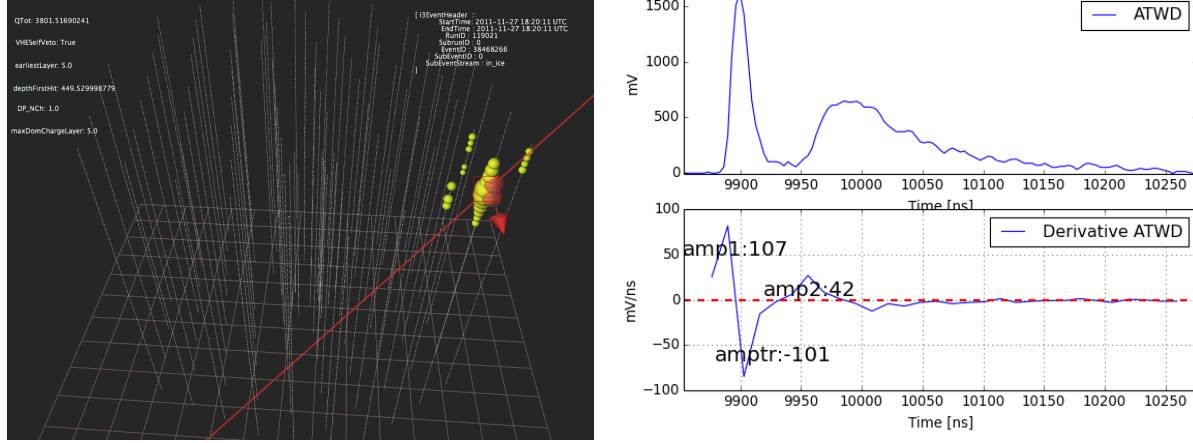 QTot: 3801.51690241
VHESelfVeto: True
earliestLayer: 5.0
depthFirstHit: 449.529998779
DP_NCh: 1.0
maxDomChargeLayer: 5.0
[ I3EventHeader ::
StartTime: 2011-11-27 18:20:11 UTC
EndTime : 2011-11-27 18:20:11 UTC
RunID : 119021
SubrunID : 0
EventID : 38468266
SubEventID : 0
SubEventStream : in_ice
]
1500
1000
500
0
mV
ATWD
9900
9950
10000
10050
10100
10150
10200
10250
Time [ns]
100
50
0
−50
−100
mV/ns
Derivative ATWD
amp1:107
amp2:42
amptr:-101
9900
9950
10000
10050
10100
10150
10200
10250
Time [ns]